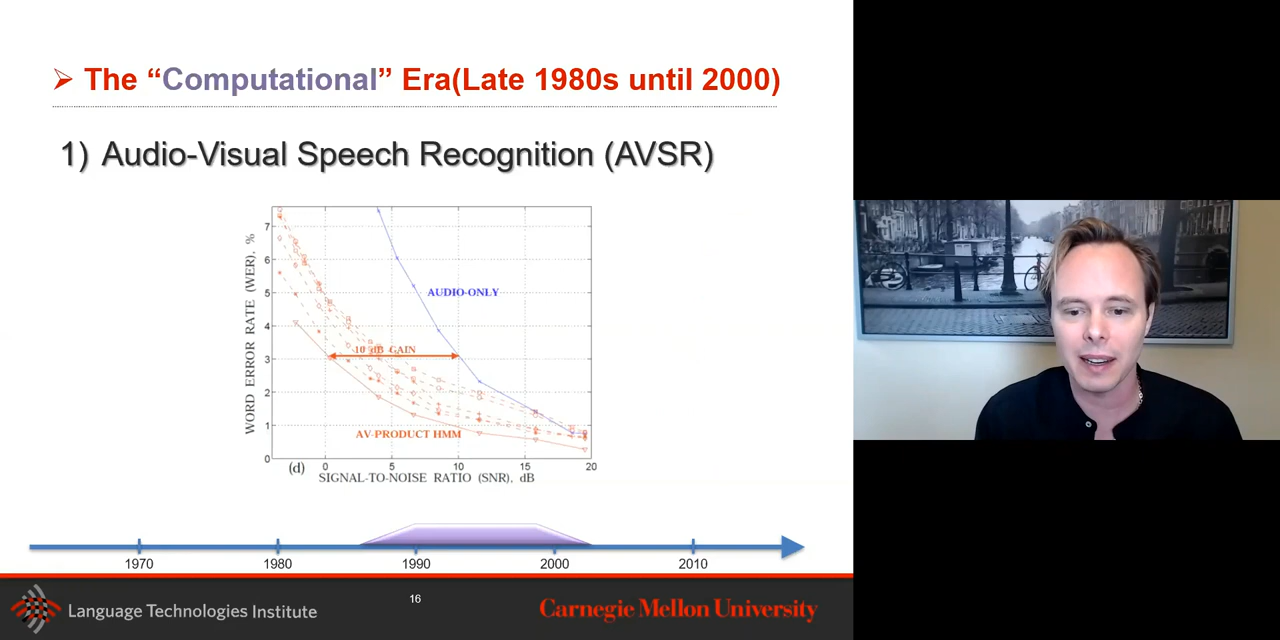 ➢ The “Computational” Era(Late 1980s until 2000)
1) Audio-Visual Speech Recognition (AVSR)
WORD ERROR RATE (WER), %
7
6
5
4
3
2
1
0
AUDIO-ONLY
10 dB GAIN
AV-PRODUCT HMM
(d) 0 5 10 15 20
SIGNAL-TO-NOISE RATIO (SNR), dB
1970 1980 1990 2000 2010
Language Technologies Institute
16
Carnegie Mellon University